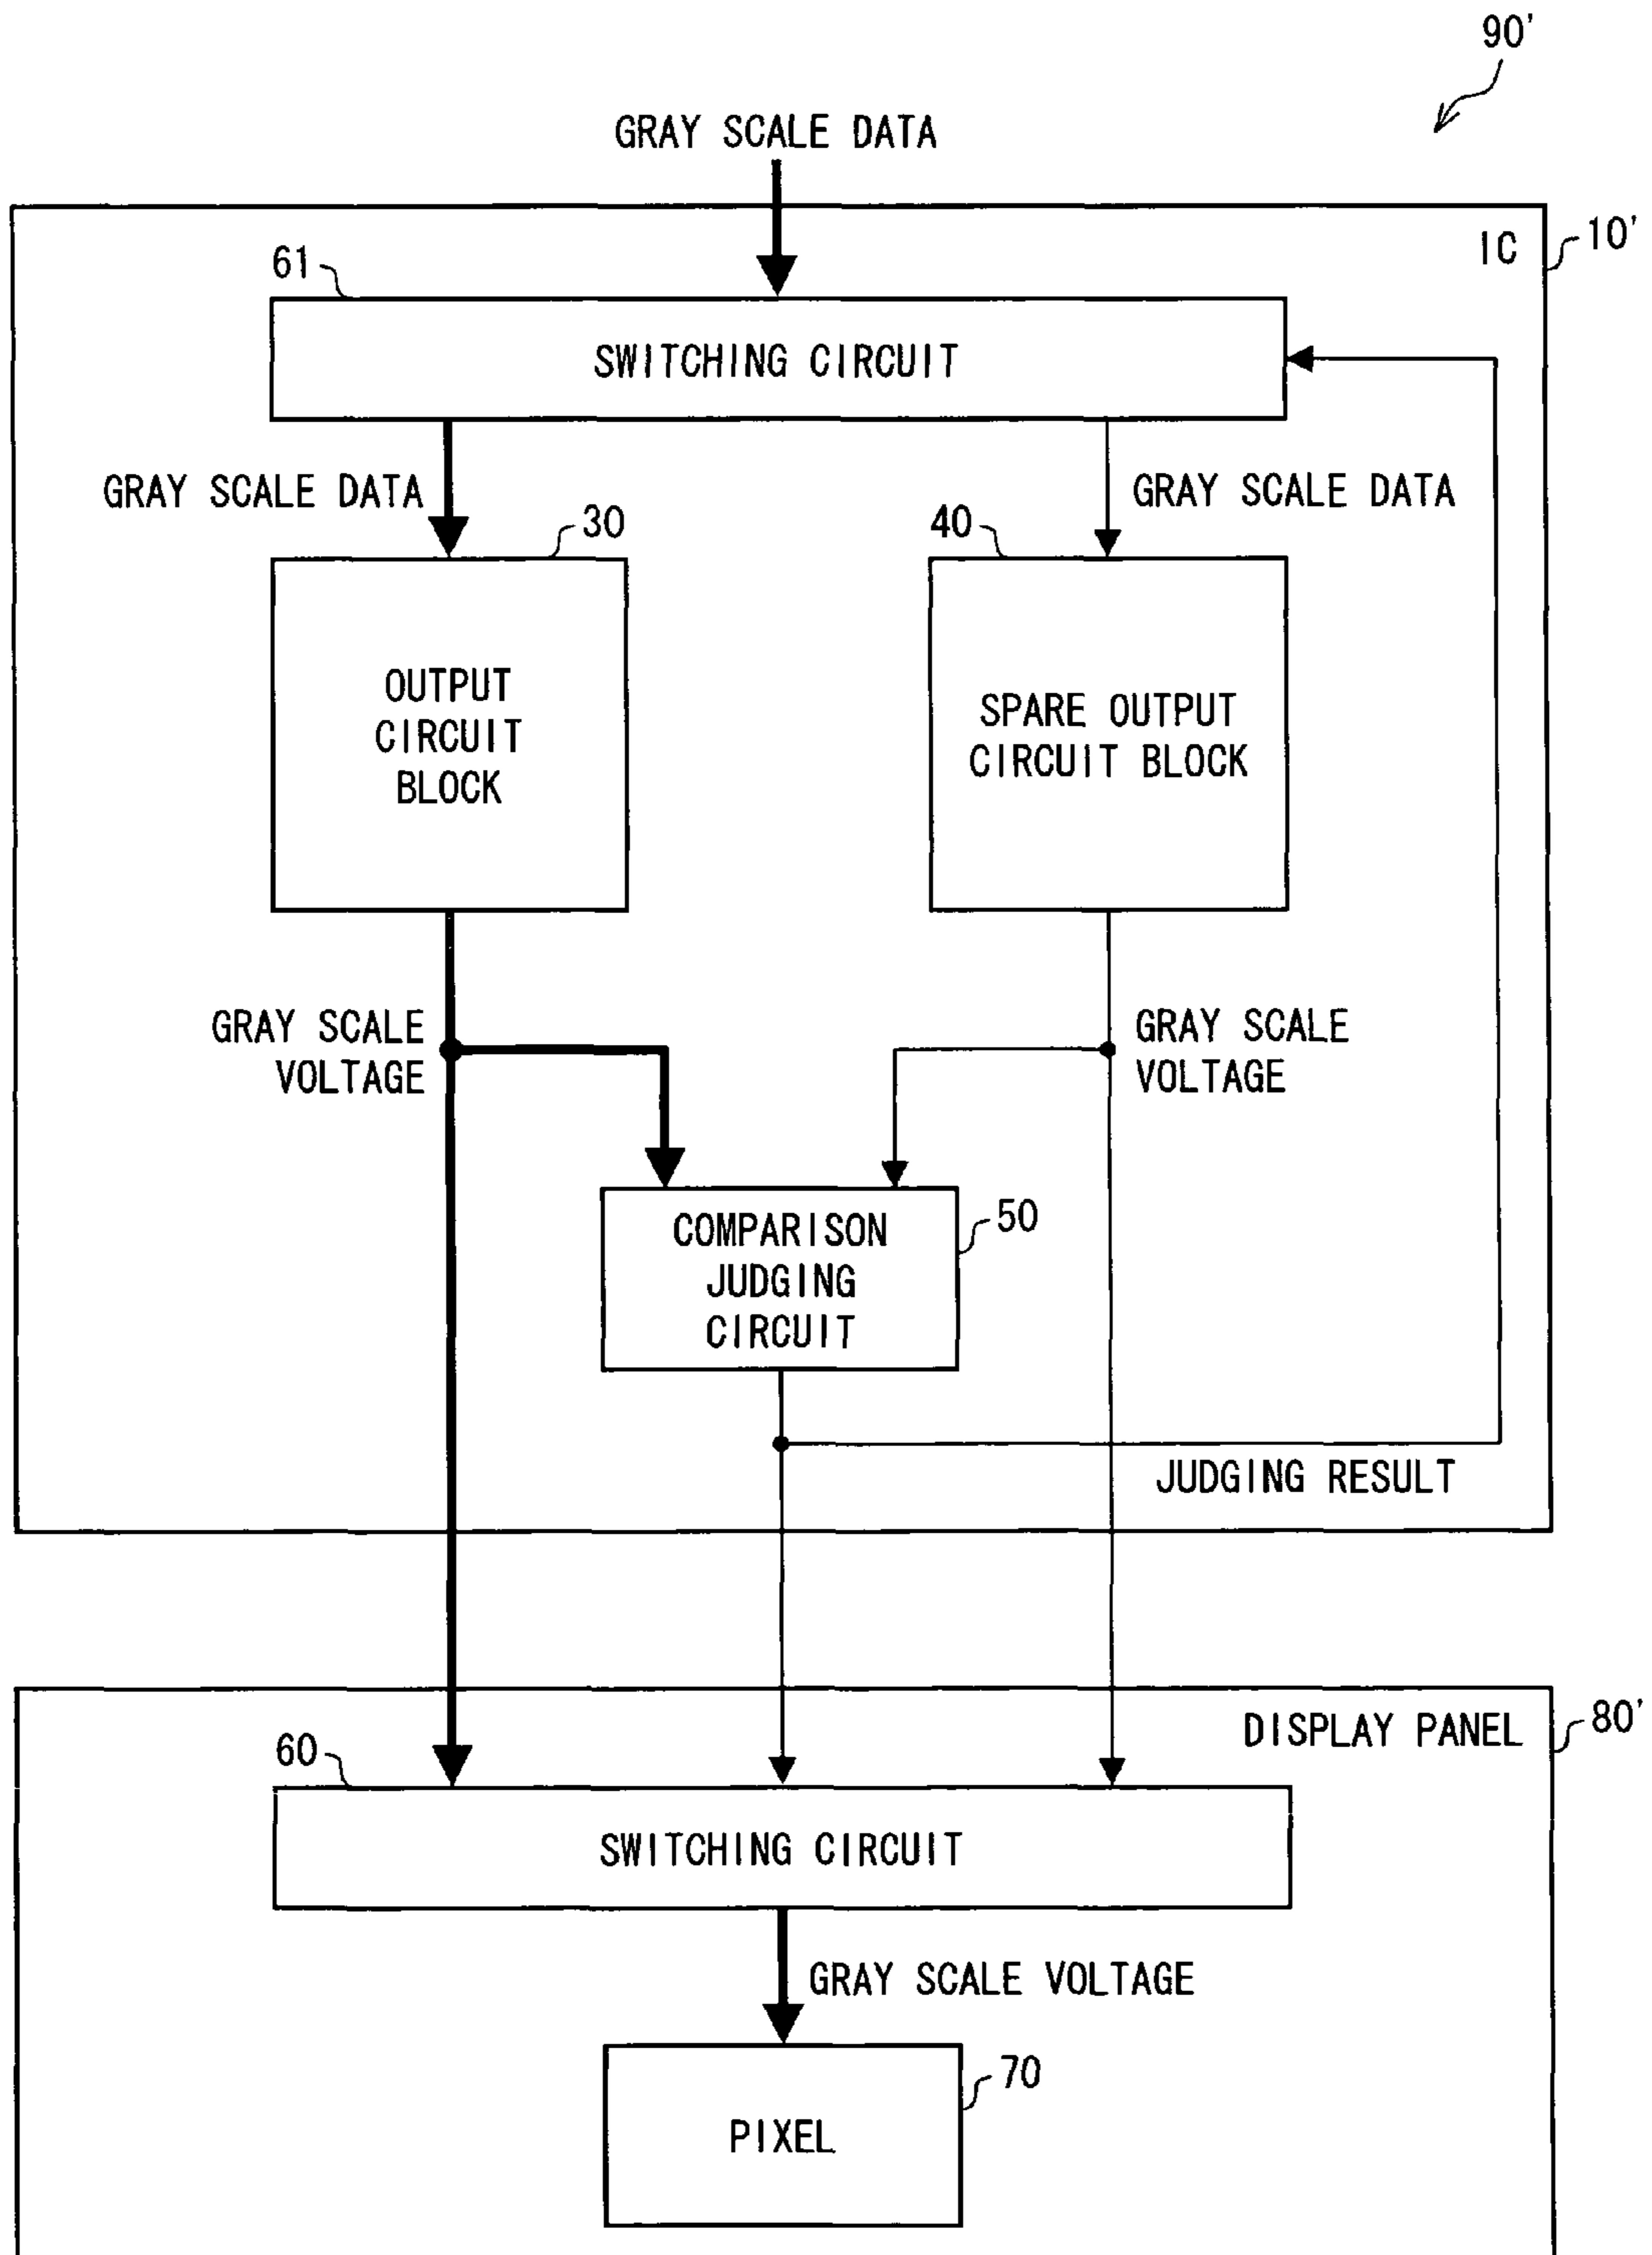 90'
GRAY SCALE DATA
IC
10'
61
SWITCHING CIRCUIT
GRAY SCALE DATA
GRAY SCALE DATA
30
40
OUTPUT
CIRCUIT
BLOCK
SPARE OUTPUT
CIRCUIT BLOCK
GRAY SCALE
VOLTAGE
GRAY SCALE
VOLTAGE
COMPARISON
JUDGING
CIRCUIT
50
JUDGING RESULT
DISPLAY PANEL
80'
60
SWITCHING CIRCUIT
GRAY SCALE VOLTAGE
70
PIXEL